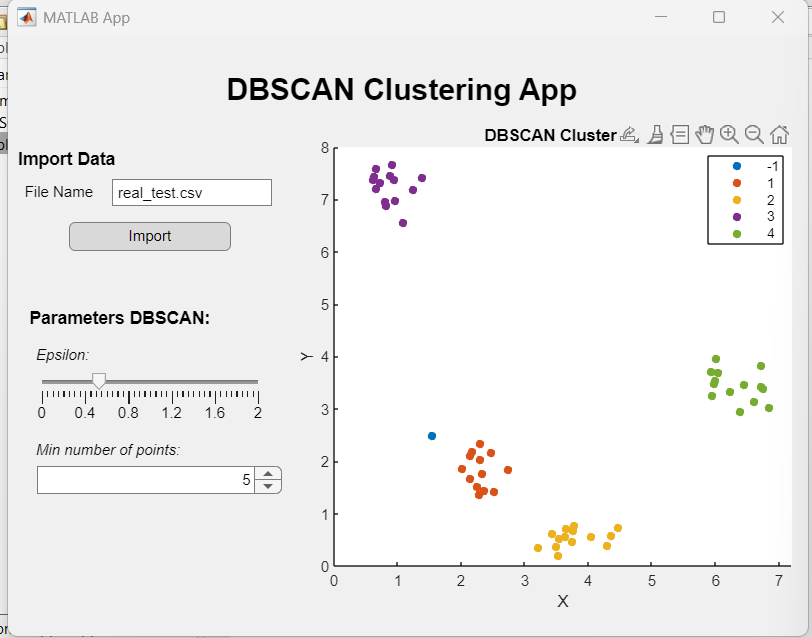 MATLAB App
DBSCAN Clustering App
Import Data
File Name
real_test.csv
Import
Parameters DBSCAN:
Epsilon:
0 0.4 0.8 1.2 1.6 2
Min number of points:
5
DBSCAN Cluster
8
7
6
5
4
3
2
1
0
Y
0 1 2 3 4 5 6 7
X
-1
1
2
3
4